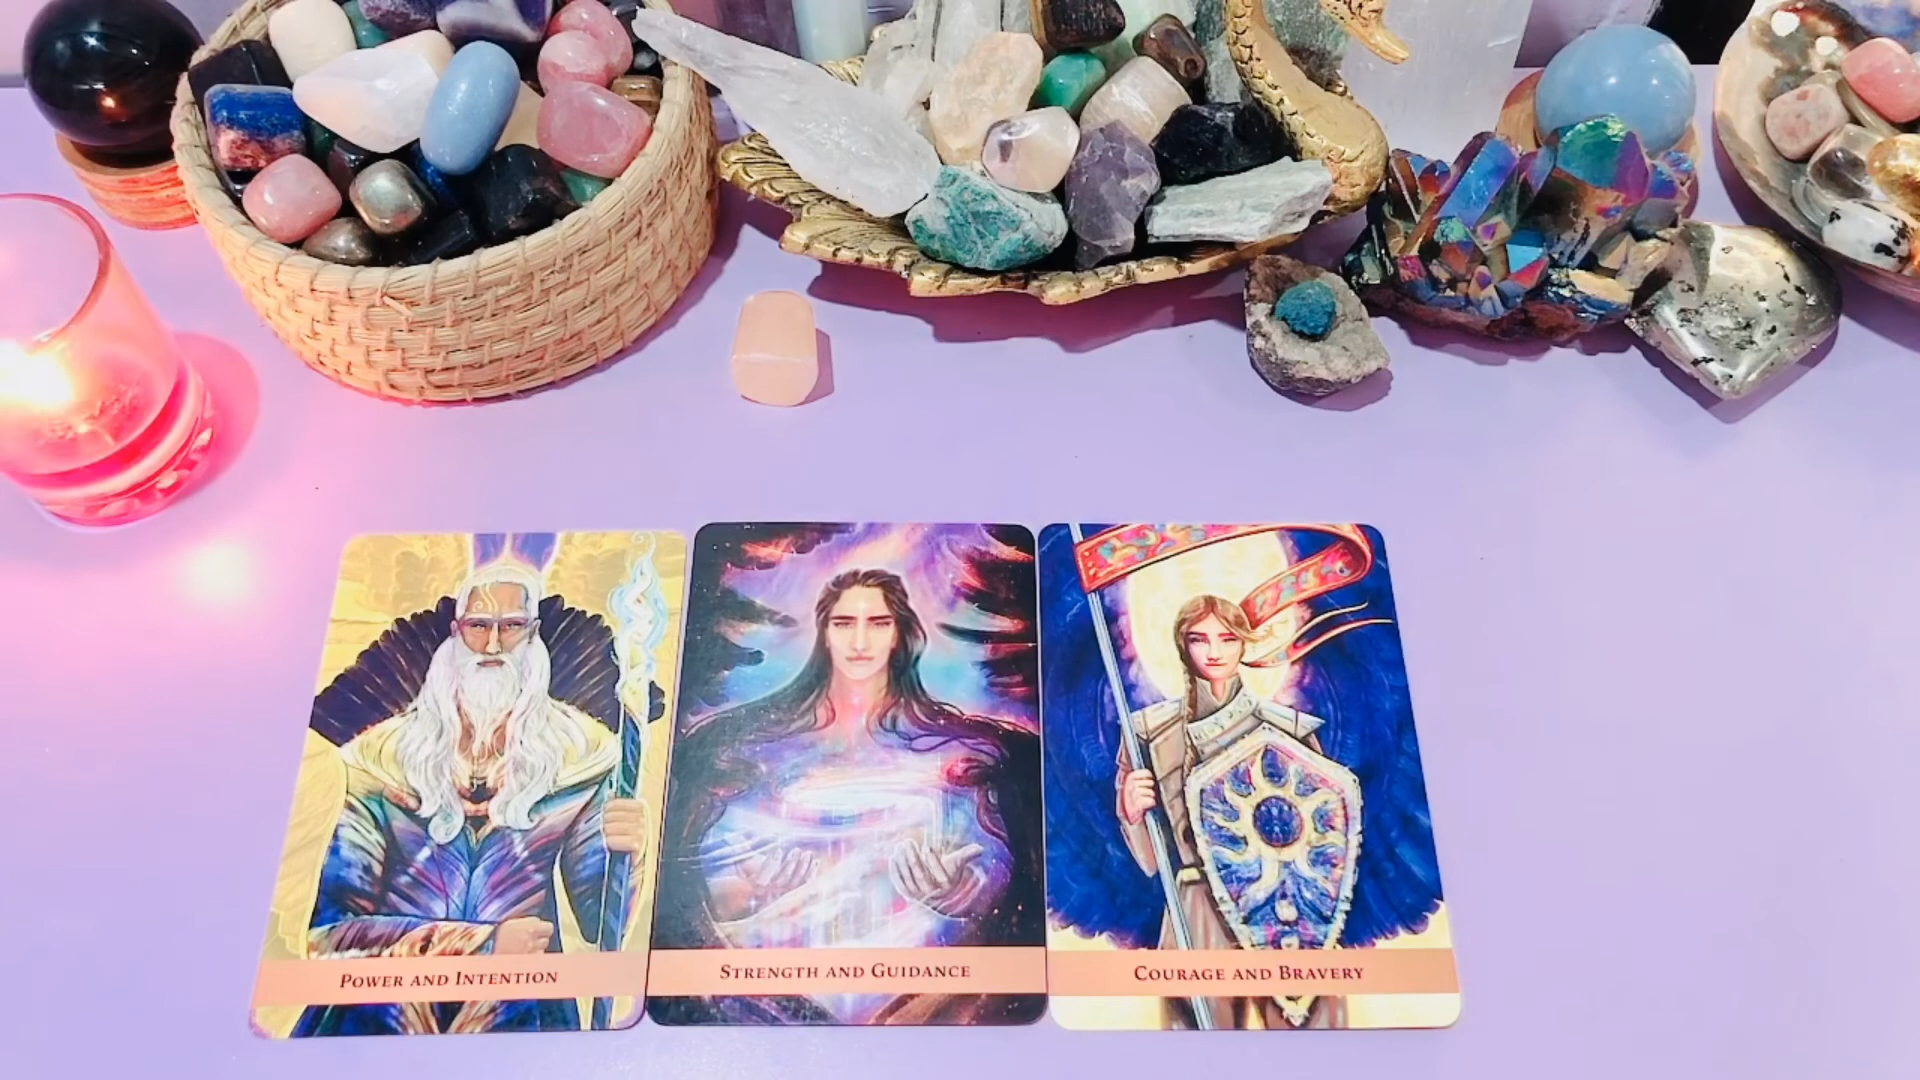 Power and Intention
Strength and Guidance
Courage and Bravery